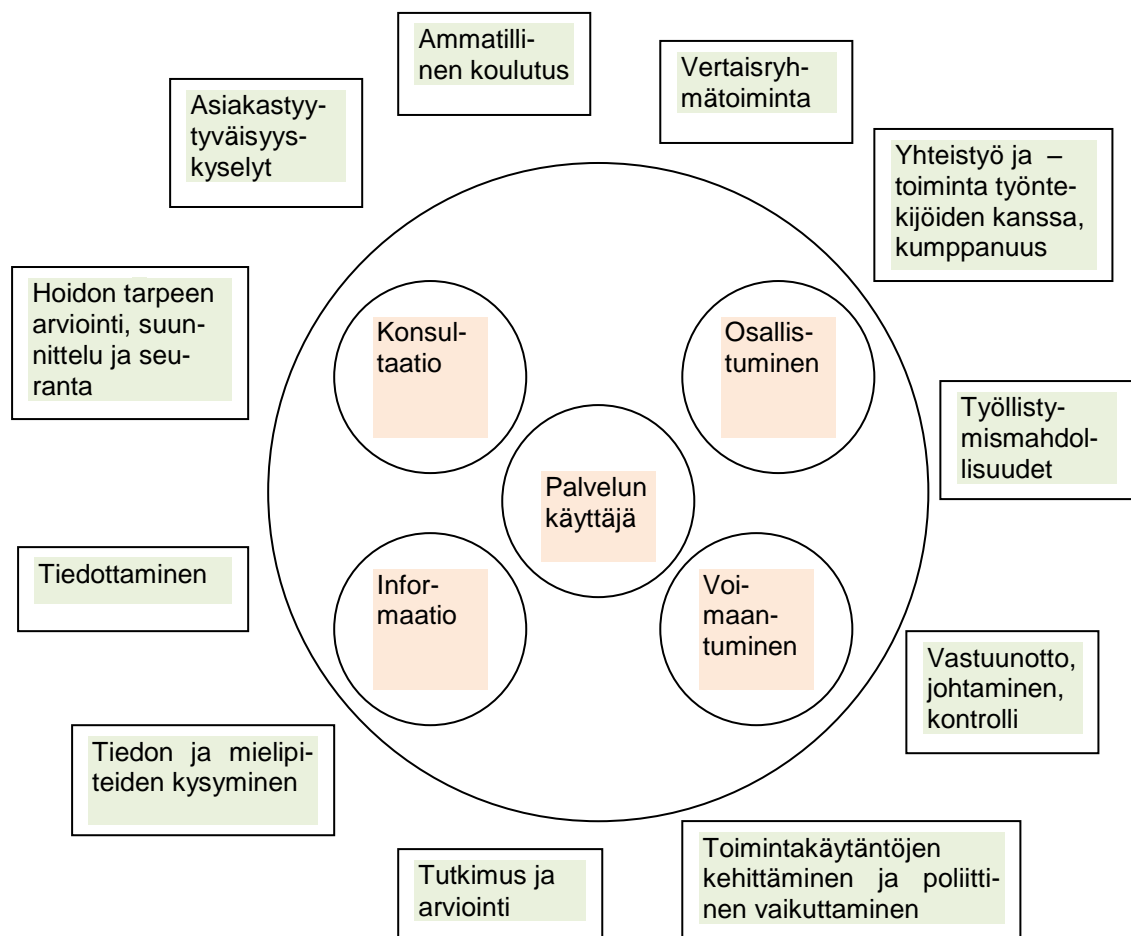 Ammatilli-
nen koulutus
Vertaisryh-
mätoiminta
Asiakastyy-
tyväisyys-
kyselyt
Yhteistyö ja –
toiminta työnte-
kijöiden kanssa,
kumppanuus
Hoidon tarpeen
arviointi, suun-
nittelu ja seu-
ranta
Konsul-
taatio
Osallis-
tuminen
Työllisty-
mismahdol-
lisuudet
Palvelun
käyttäjä
Tiedottaminen
Infor-
maatio
Voi-
maan-
tuminen
Vastuunotto,
johtaminen,
kontrolli
Tiedon ja mielipi-
teiden kysyminen
Tutkimus ja
arviointi
Toimintakäytäntöjen
kehittäminen ja poliitti-
nen vaikuttaminen